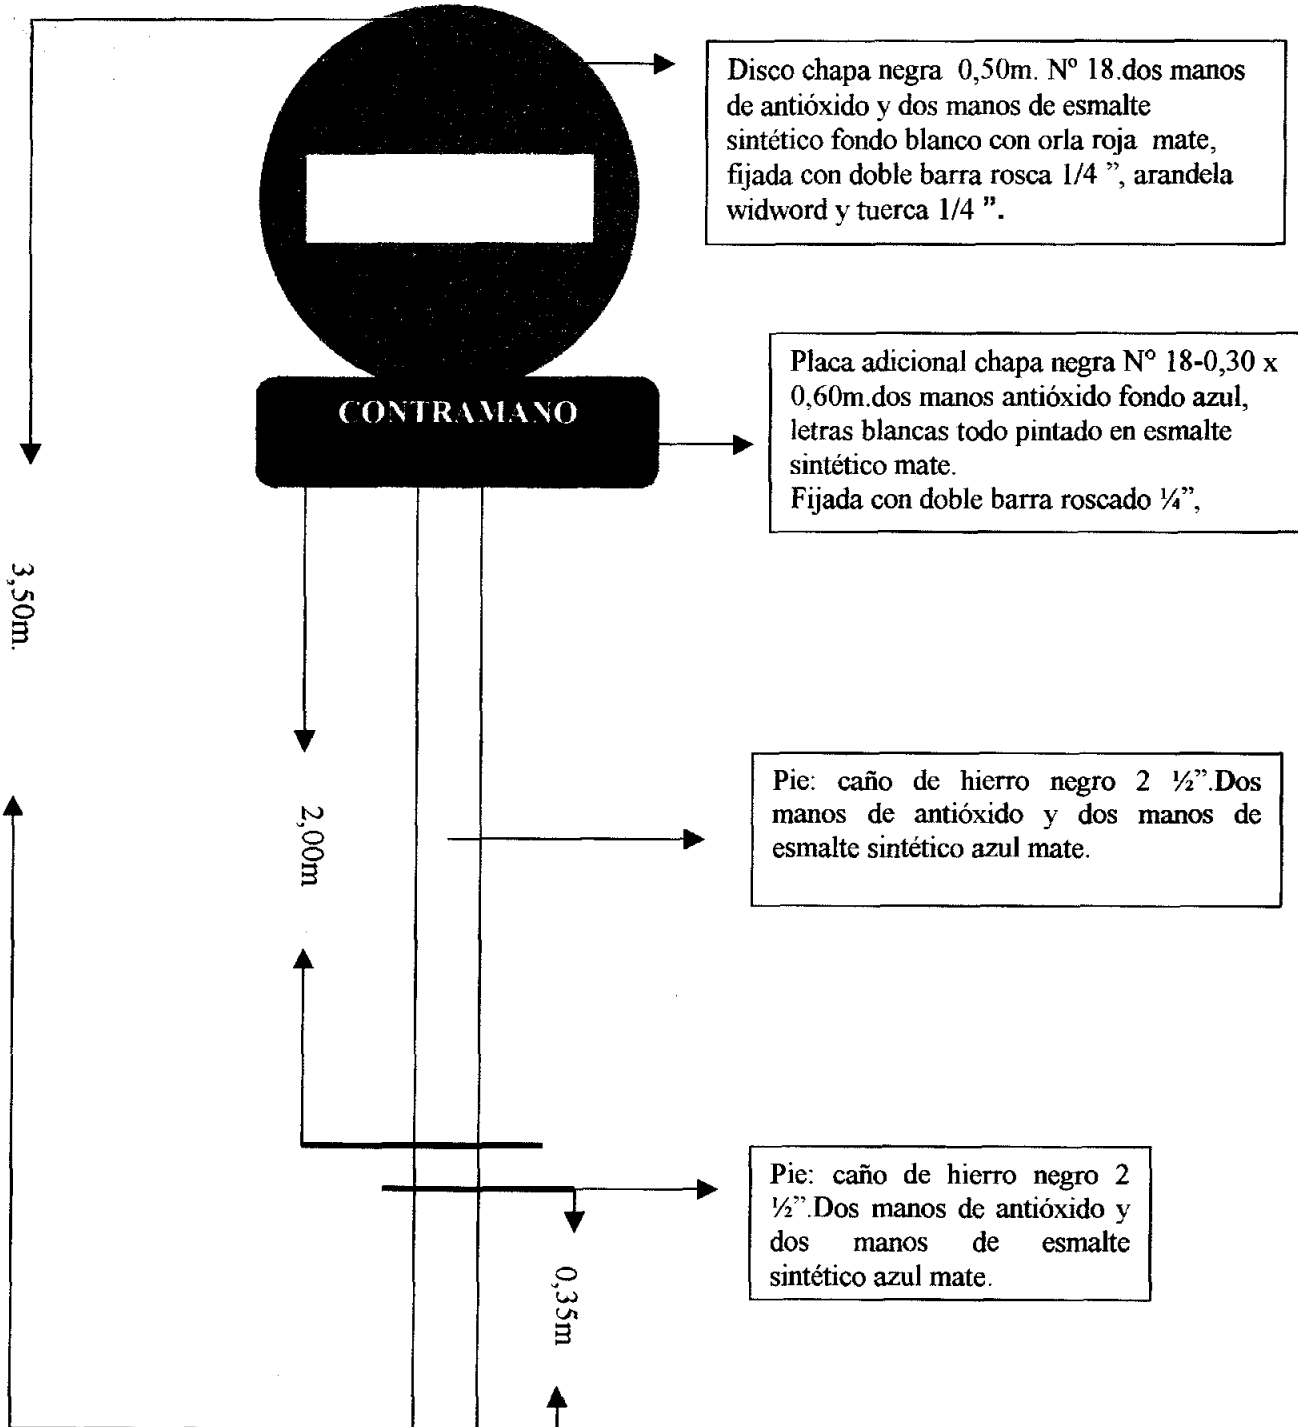 Disco chapa negra 0,50m. Nº 18.dos manos
de antióxido y dos manos de esmalte
sintético fondo blanco con orla roja mate,
fijada con doble barra rosca 1/4 ”, arandela
widword y tuerca 1/4 ”.
Placa adicional chapa negra Nº 18-0,30 x
0,60m.dos manos antióxido fondo azul,
letras blancas todo pintado en esmalte
sintético mate.
Fijada con doble barra roscado ¼”,
CONTRAMANO
3,50m.
2,00m
Pie: caño de hierro negro 2 ½”.Dos
manos de antióxido y dos manos de
esmalte sintético azul mate.
Pie: caño de hierro negro 2
½”.Dos manos de antióxido y
dos manos de esmalte
sintético azul mate.
0,35m